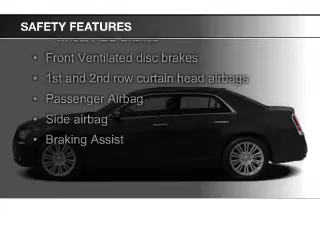 SAFETY FEATURES
• Front Ventilated disc brakes
• 1st and 2nd row curtain head airbags
• Passenger Airbag
• Side airbag
• Braking Assist